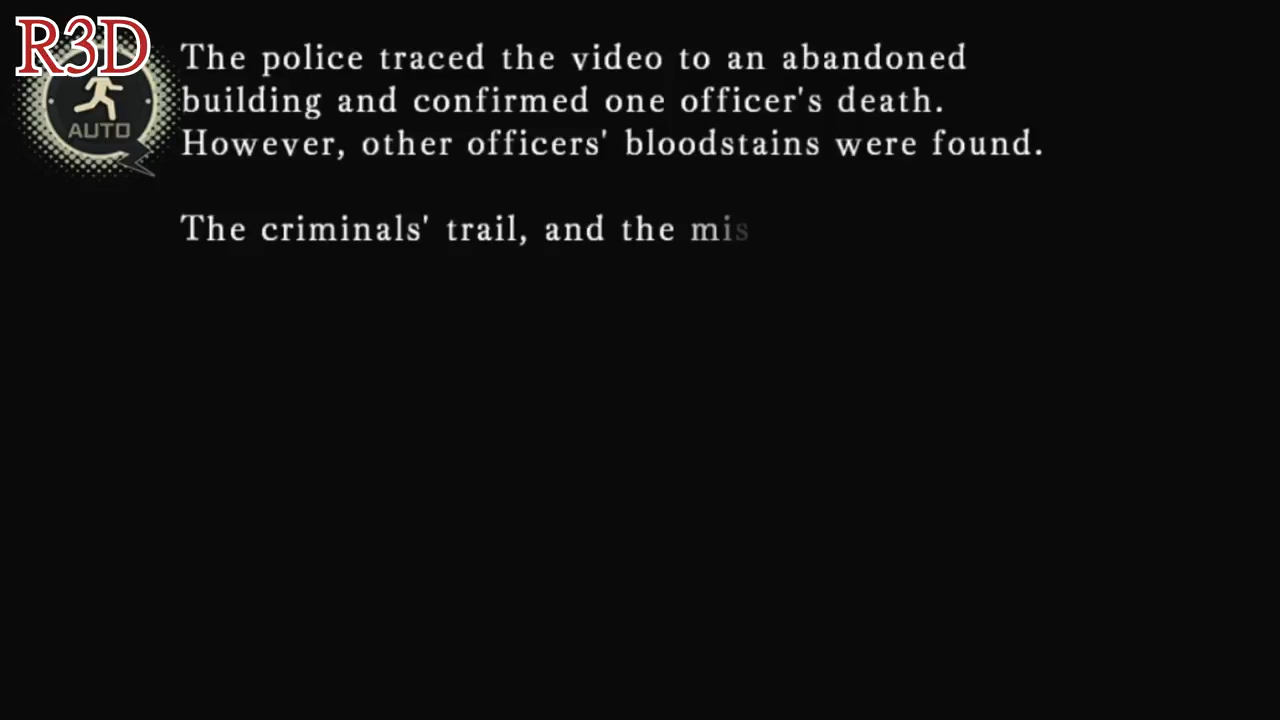 R3D
AUTO
The police traced the video to an abandoned
building and confirmed one officer's death.
However, other officers' bloodstains were found.
The criminals' trail, and the mis